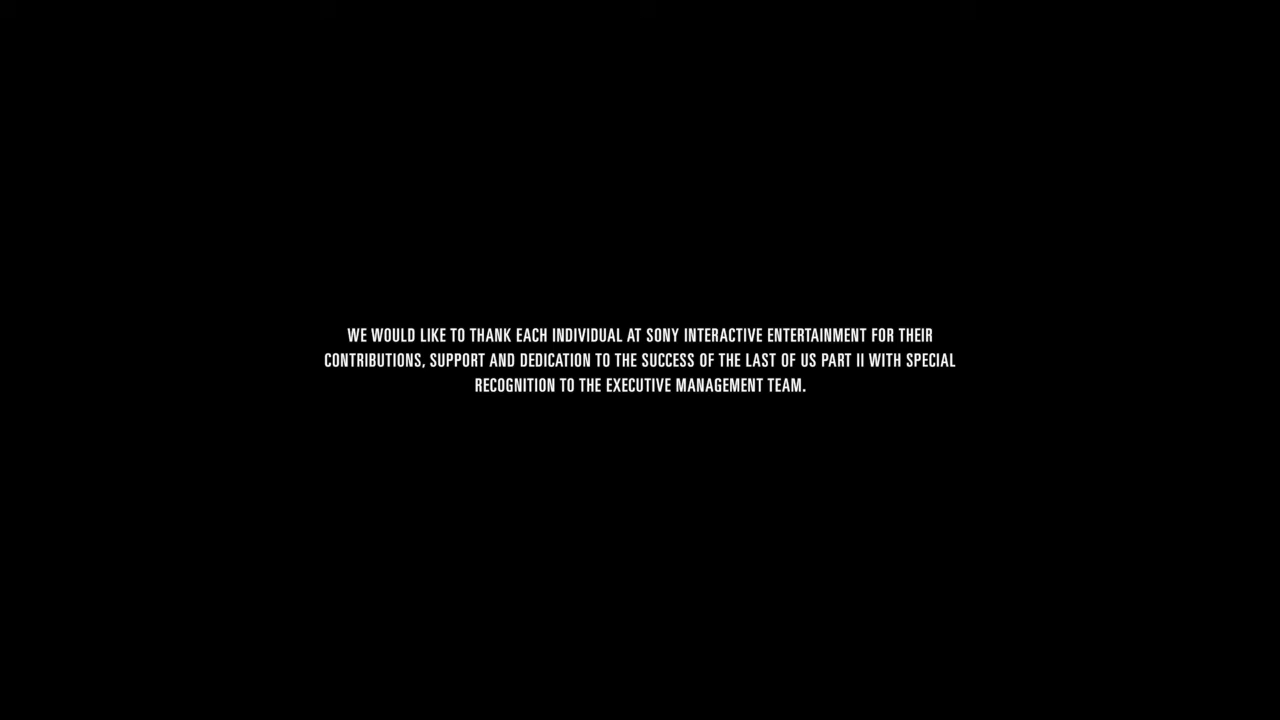 WE WOULD LIKE TO THANK EACH INDIVIDUAL AT SONY INTERACTIVE ENTERTAINMENT FOR THEIR
CONTRIBUTIONS, SUPPORT AND DEDICATION TO THE SUCCESS OF THE LAST OF US PART II WITH SPECIAL
RECOGNITION TO THE EXECUTIVE MANAGEMENT TEAM.